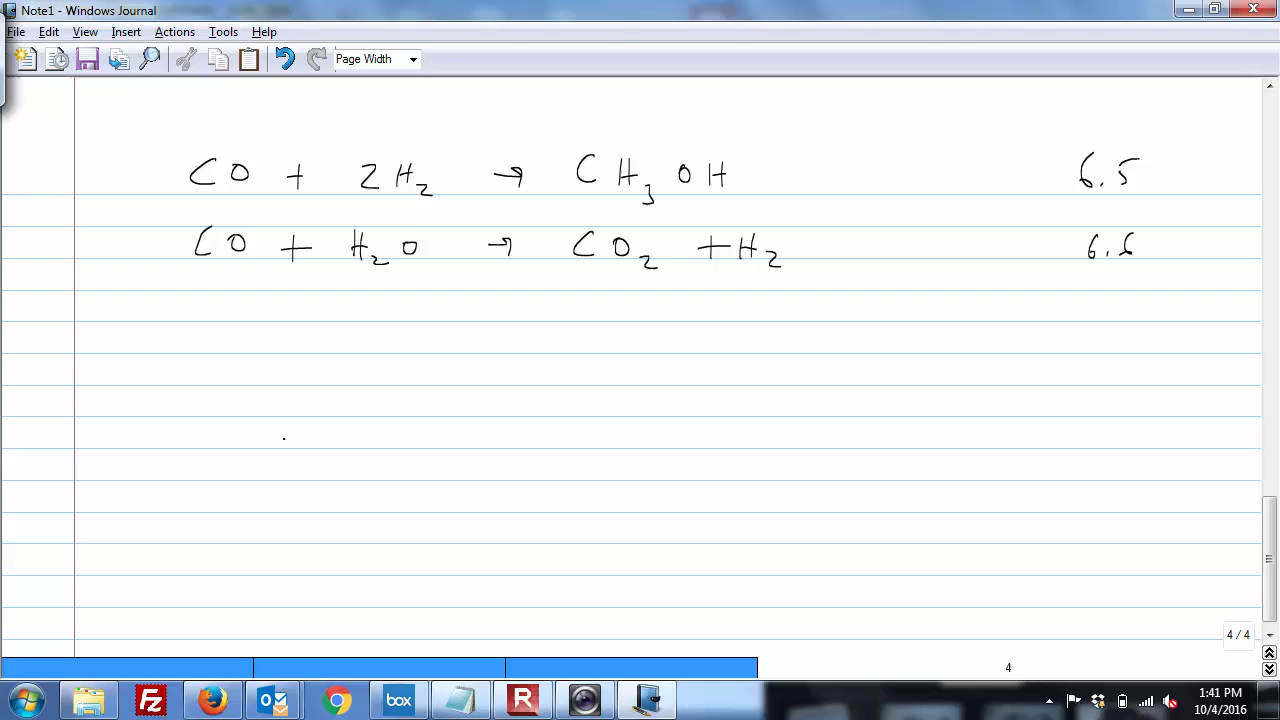 Note1 - Windows Journal
File Edit View Insert Actions Tools Help
Page Width
CO + 2H₂ → CH₃OH 6.5
CO + H₂O → CO₂ + H₂ 6.6
4 / 4
4
box
1:41 PM
10/4/2016